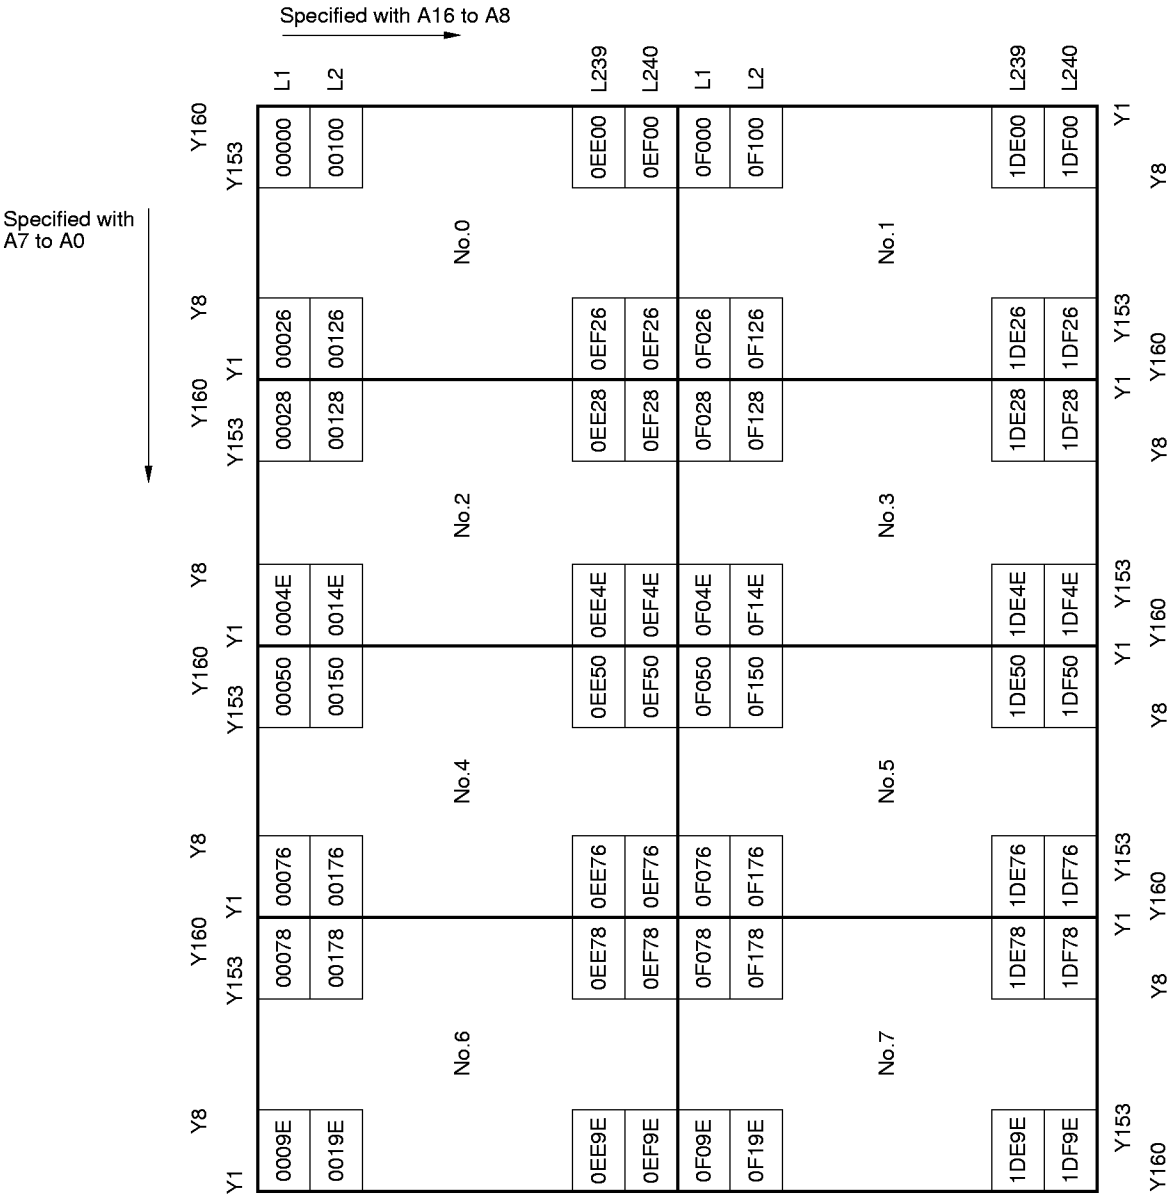 Specified with A16 to A8
L1 L2 L239 L240 L1 L2 L239 L240
Y160 Y153 00000 00100 0EE00 0EF00 0F000 0F100 1DE00 1DF00 Y1 Y8
Specified with
A7 to A0
No.0 No.1
Y8 Y1 00026 00126 0EF26 0EF26 0F026 0F126 1DE26 1DF26 Y153 Y160
Y160 Y153 00028 00128 0EE28 0EF28 0F028 0F128 1DE28 1DF28 Y1 Y8
No.2 No.3
Y8 Y1 0004E 0014E 0EE4E 0EF4E 0F04E 0F14E 1DE4E 1DF4E Y153 Y160
Y160 Y153 00050 00150 0EE50 0EF50 0F050 0F150 1DE50 1DF50 Y1 Y8
No.4 No.5
Y8 Y1 00076 00176 0EE76 0EF76 0F076 0F176 1DE76 1DF76 Y153 Y160
Y160 Y153 00078 00178 0EE78 0EF78 0F078 0F178 1DE78 1DF78 Y1 Y8
No.6 No.7
Y8 Y1 0009E 0019E 0EE9E 0EF9E 0F09E 0F19E 1DE9E 1DF9E Y153 Y160